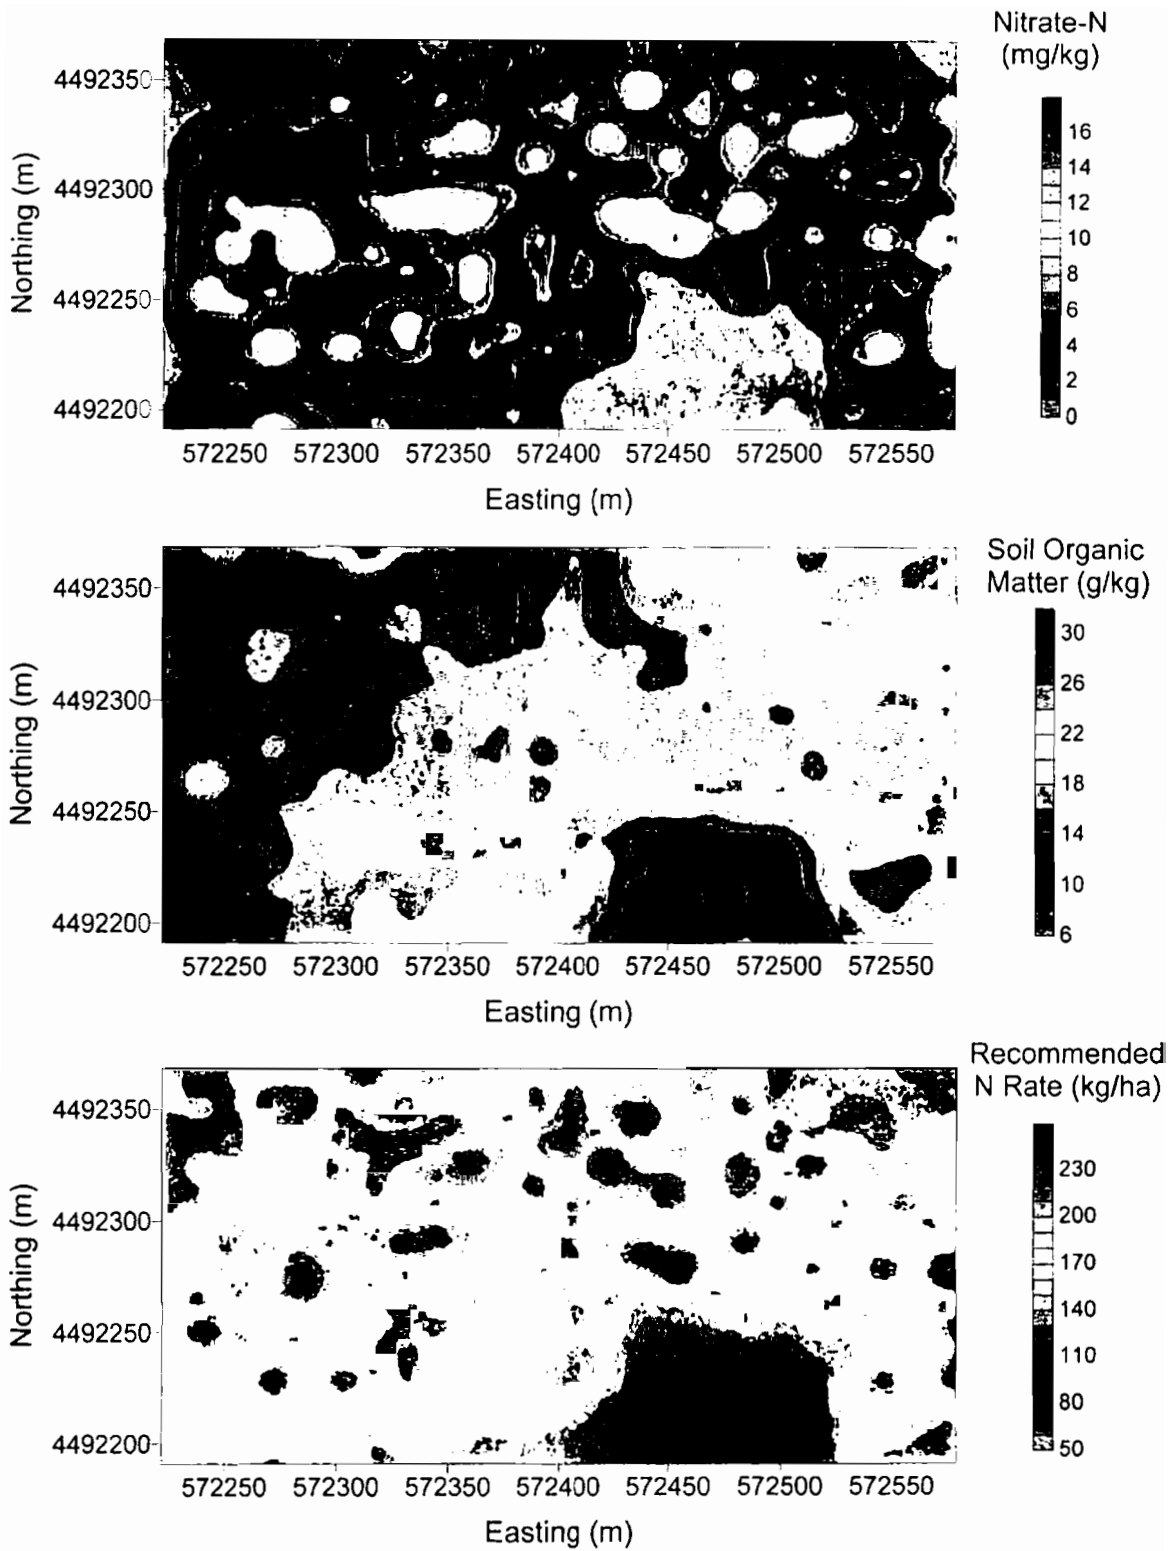 Nitrate-N
(mg/kg)
4492350
4492300
4492250
4492200
Northing (m)
16
14
12
10
8
6
4
2
0
572250 572300 572350 572400 572450 572500 572550
Easting (m)
Soil Organic
Matter (g/kg)
4492350
4492300
4492250
4492200
Northing (m)
30
26
22
18
14
10
6
572250 572300 572350 572400 572450 572500 572550
Easting (m)
Recommended
N Rate (kg/ha)
4492350
4492300
4492250
4492200
Northing (m)
230
200
170
140
110
80
50
572250 572300 572350 572400 572450 572500 572550
Easting (m)